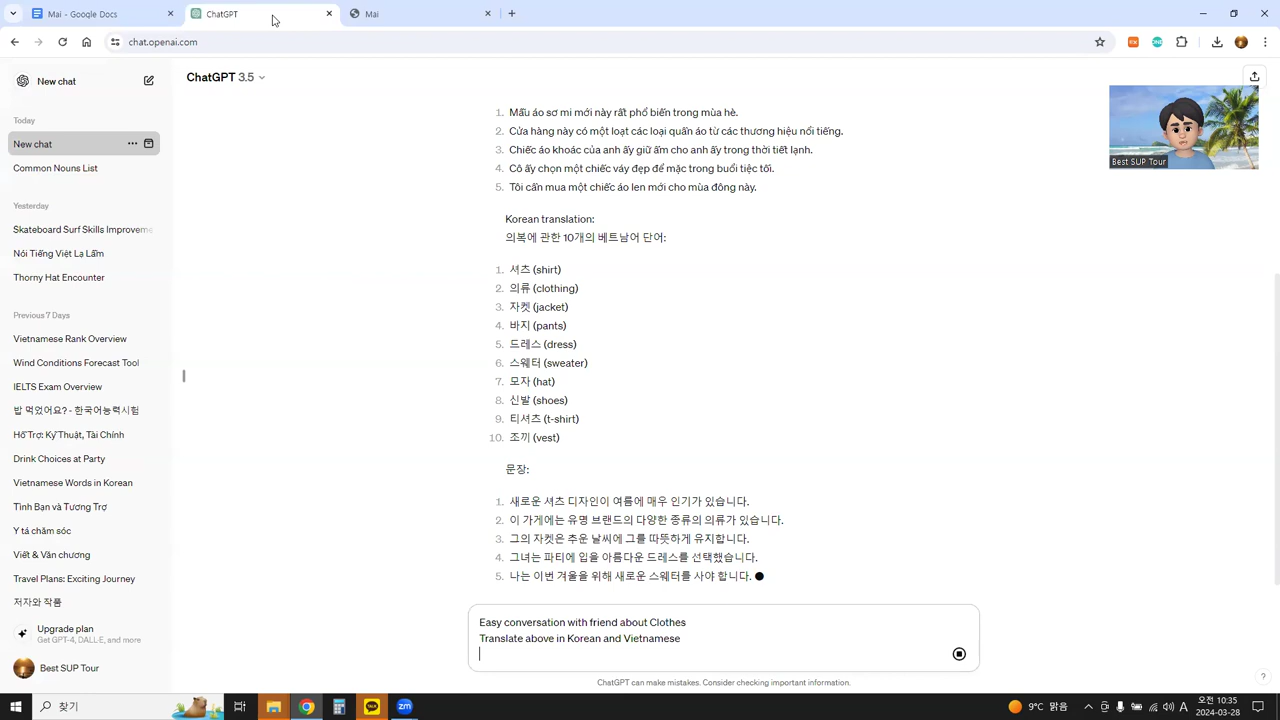 Mai - Google Docs
ChatGPT
Mai
chat.openai.com
New chat
ChatGPT 3.5
Today
New chat
Common Nouns List
Yesterday
Skateboard Surf Skills Improveme
Nói Tiếng Việt Lạ Lẫm
Thorny Hat Encounter
Previous 7 Days
Vietnamese Rank Overview
Wind Conditions Forecast Tool
IELTS Exam Overview
밥 먹었어요? - 한국어능력시험
Hỗ Trợ: Kỹ Thuật, Tài Chính
Drink Choices at Party
Vietnamese Words in Korean
Tình Bạn và Tương Trợ
Y tá chăm sóc
Viết & Văn chương
Travel Plans: Exciting Journey
저자와 작품
Upgrade plan
Get GPT-4, DALL·E, and more
Best SUP Tour
1. Mẫu áo sơ mi mới này rất phổ biến trong mùa hè.
2. Cửa hàng này có một loạt các loại quần áo từ các thương hiệu nổi tiếng.
3. Chiếc áo khoác của anh ấy giữ ấm cho anh ấy trong thời tiết lạnh.
4. Cô ấy chọn một chiếc váy đẹp để mặc trong buổi tiệc tối.
5. Tôi cần mua một chiếc áo len mới cho mùa đông này.
Korean translation:
의복에 관한 10개의 베트남어 단어:
1. 셔츠 (shirt)
2. 의류 (clothing)
3. 자켓 (jacket)
4. 바지 (pants)
5. 드레스 (dress)
6. 스웨터 (sweater)
7. 모자 (hat)
8. 신발 (shoes)
9. 티셔츠 (t-shirt)
10. 조끼 (vest)
문장:
1. 새로운 셔츠 디자인이 여름에 매우 인기가 있습니다.
2. 이 가게에는 유명 브랜드의 다양한 종류의 의류가 있습니다.
3. 그의 자켓은 추운 날씨에 그를 따뜻하게 유지합니다.
4. 그녀는 파티에 입을 아름다운 드레스를 선택했습니다.
5. 나는 이번 겨울을 위해 새로운 스웨터를 사야 합니다.
Easy conversation with friend about Clothes
Translate above in Korean and Vietnamese
ChatGPT can make mistakes. Consider checking important information.
?
Best SUP Tour
찾기
TALK
zm
9°C 맑음
A
오전 10:35
2024-03-28